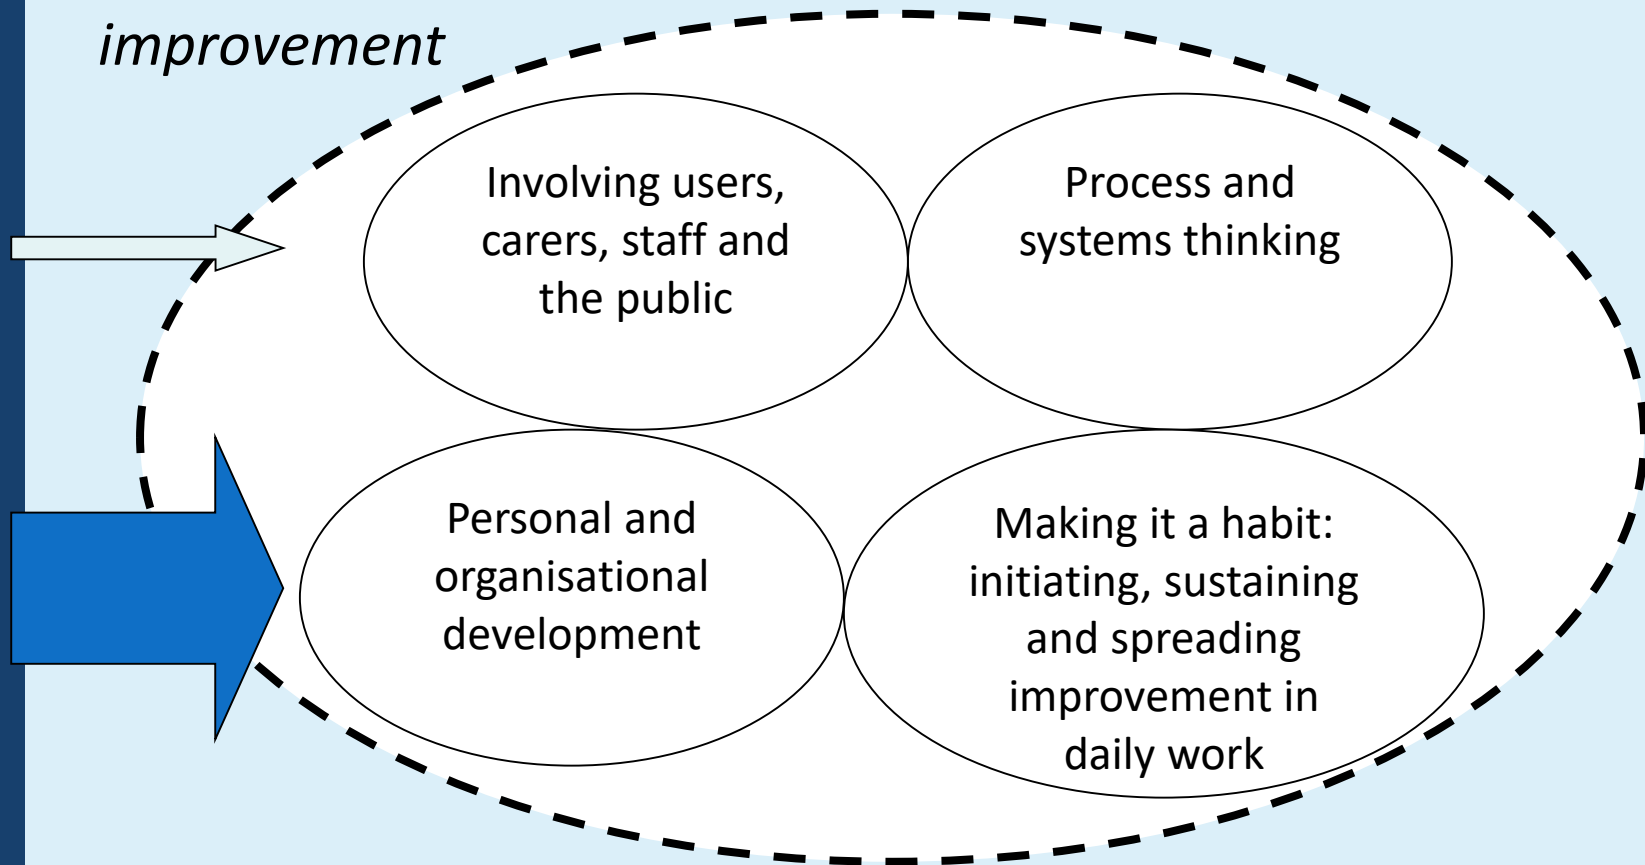 improvement
Involving users,
carers, staff and
the public
Process and
systems thinking
Personal and
organisational
development
Making it a habit:
initiating, sustaining
and spreading
improvement in
daily work